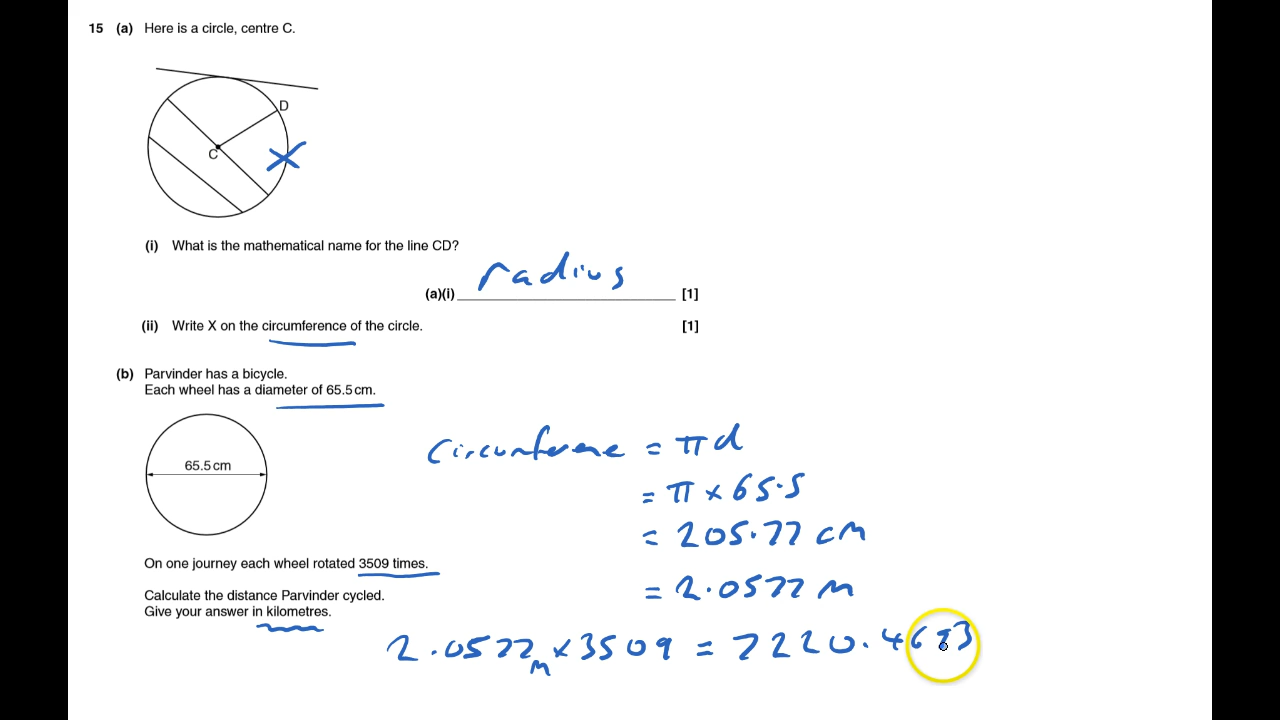 15 (a) Here is a circle, centre C.
D
C
X
(i) What is the mathematical name for the line CD?
radius
(a)(i) [1]
(ii) Write X on the circumference of the circle. [1]
(b) Parvinder has a bicycle.
Each wheel has a diameter of 65.5 cm.
65.5 cm
Circumference = πd
= π × 65.5
= 205.77 cm
= 2.0577 m
On one journey each wheel rotated 3509 times.
Calculate the distance Parvinder cycled.
Give your answer in kilometres.
2.0577 m × 3509 = 7220.4693